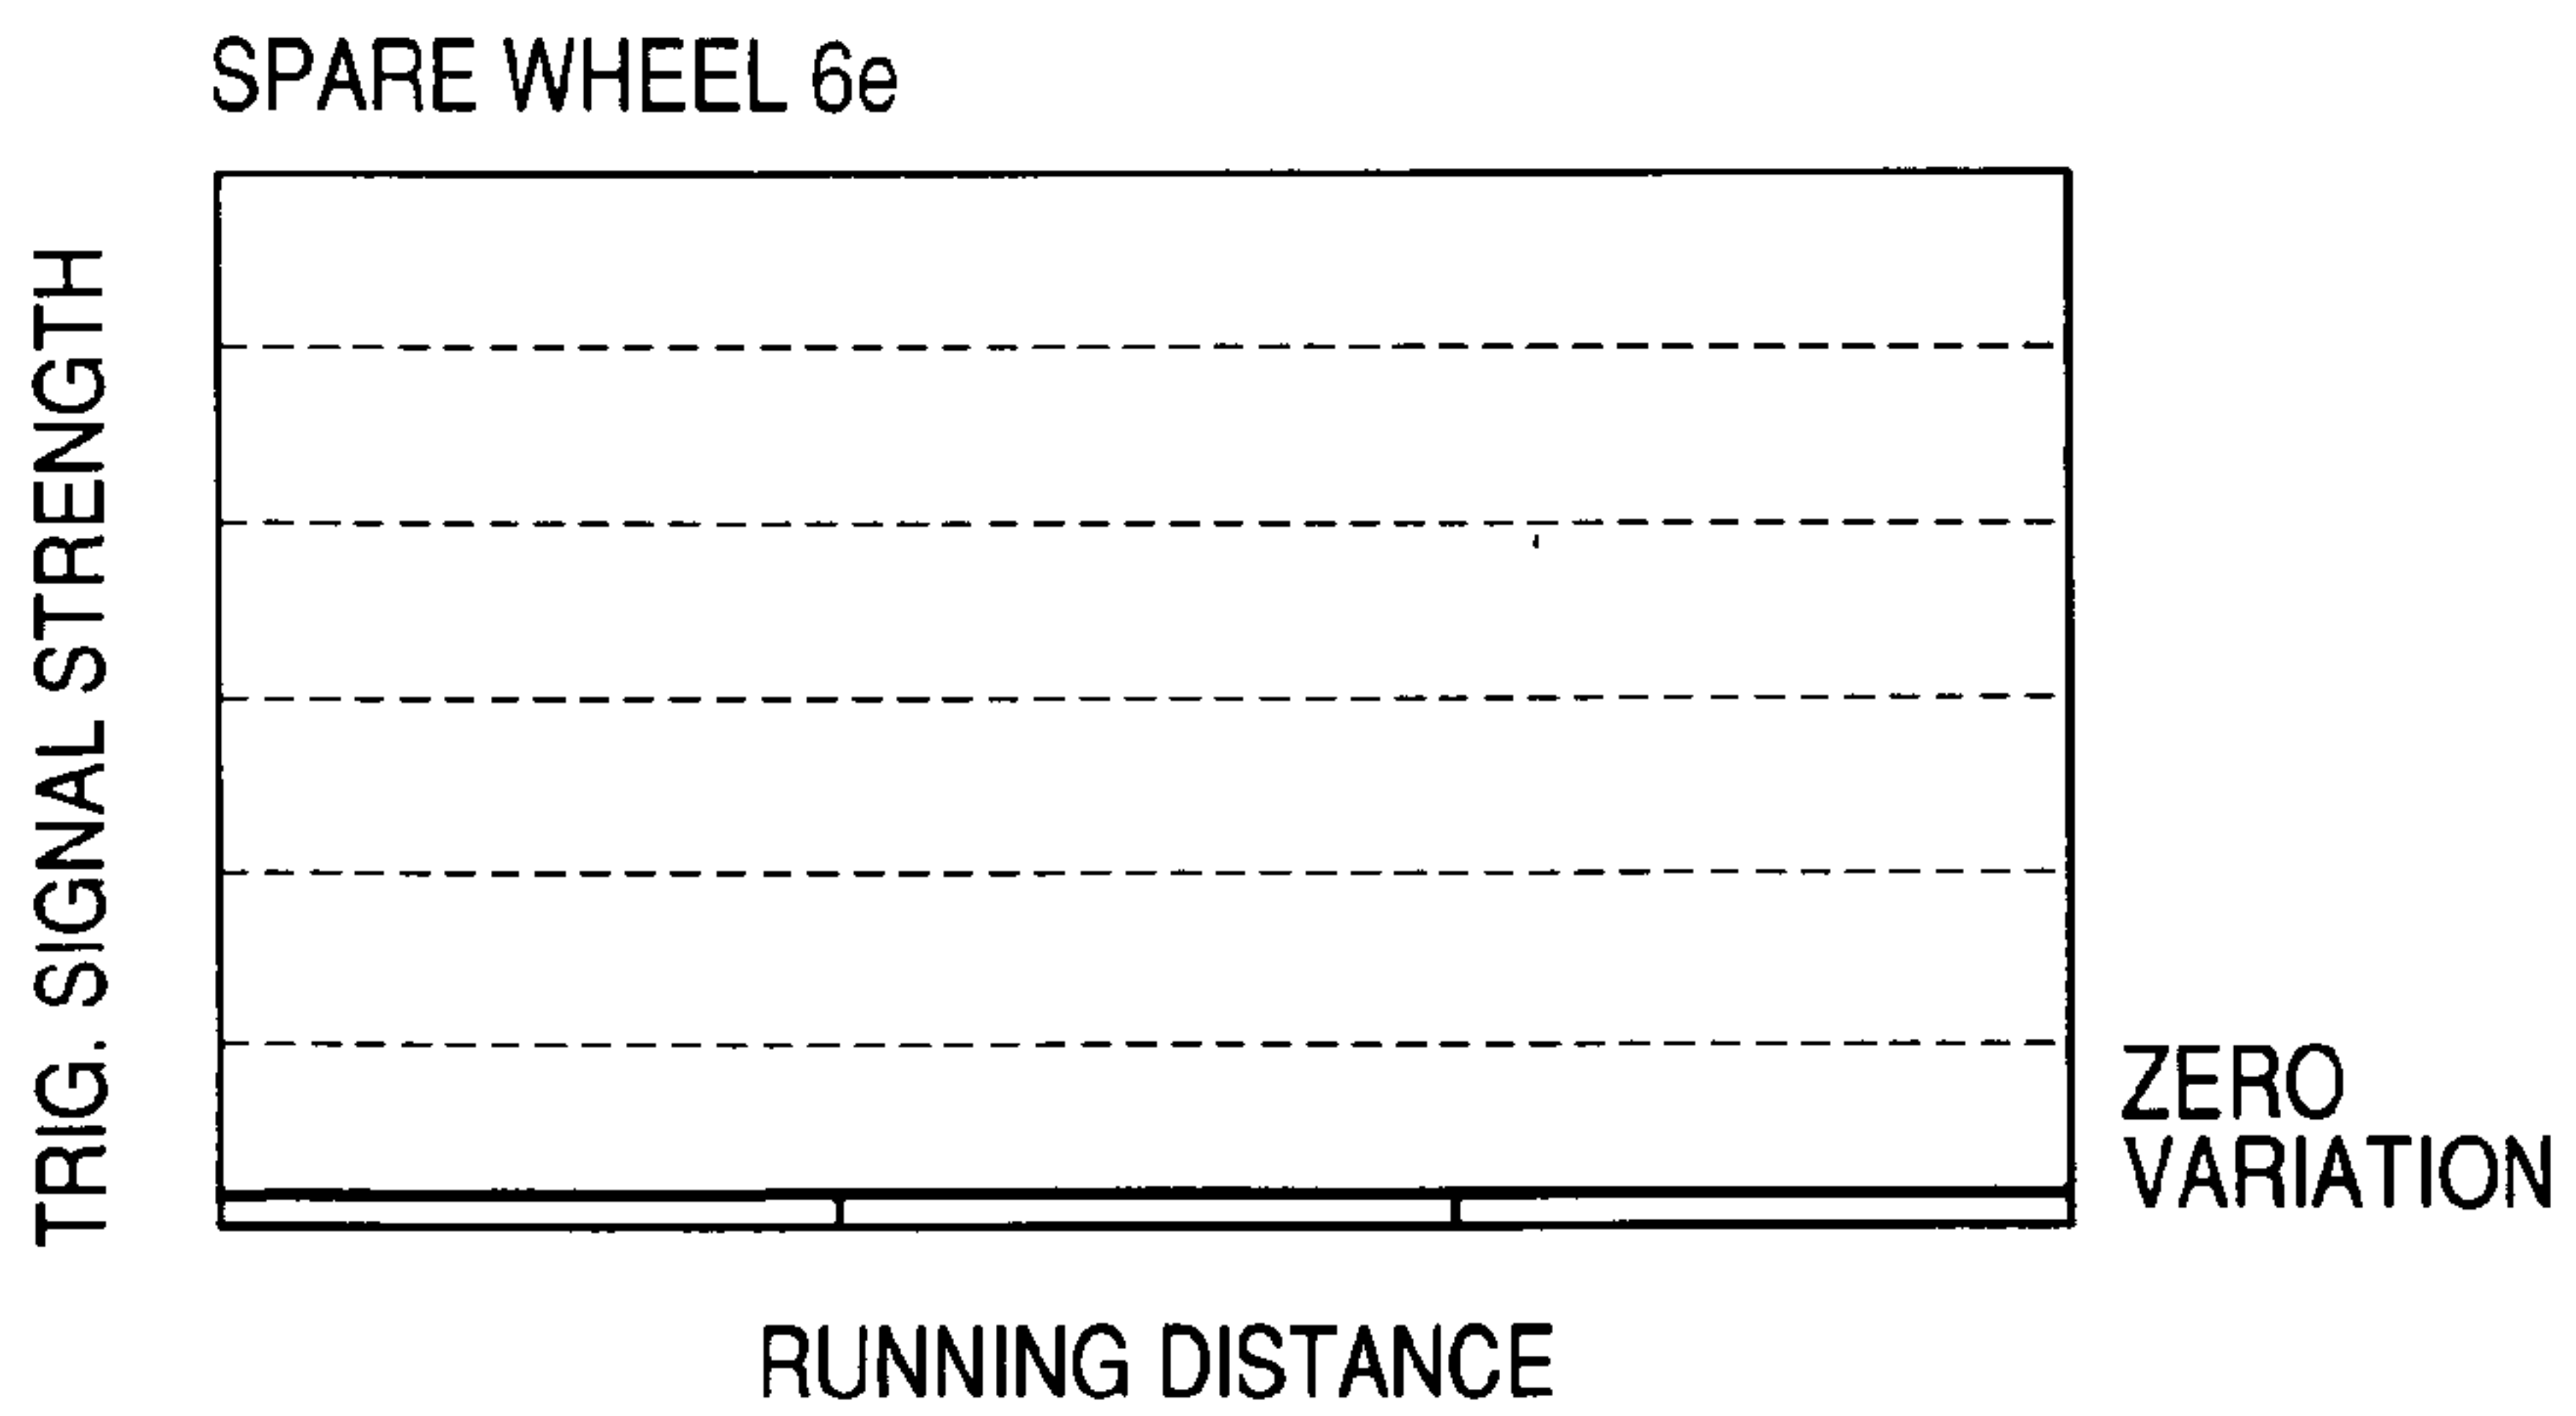 SPARE WHEEL 6e
TRIG. SIGNAL STRENGTH
ZERO
VARIATION
RUNNING DISTANCE